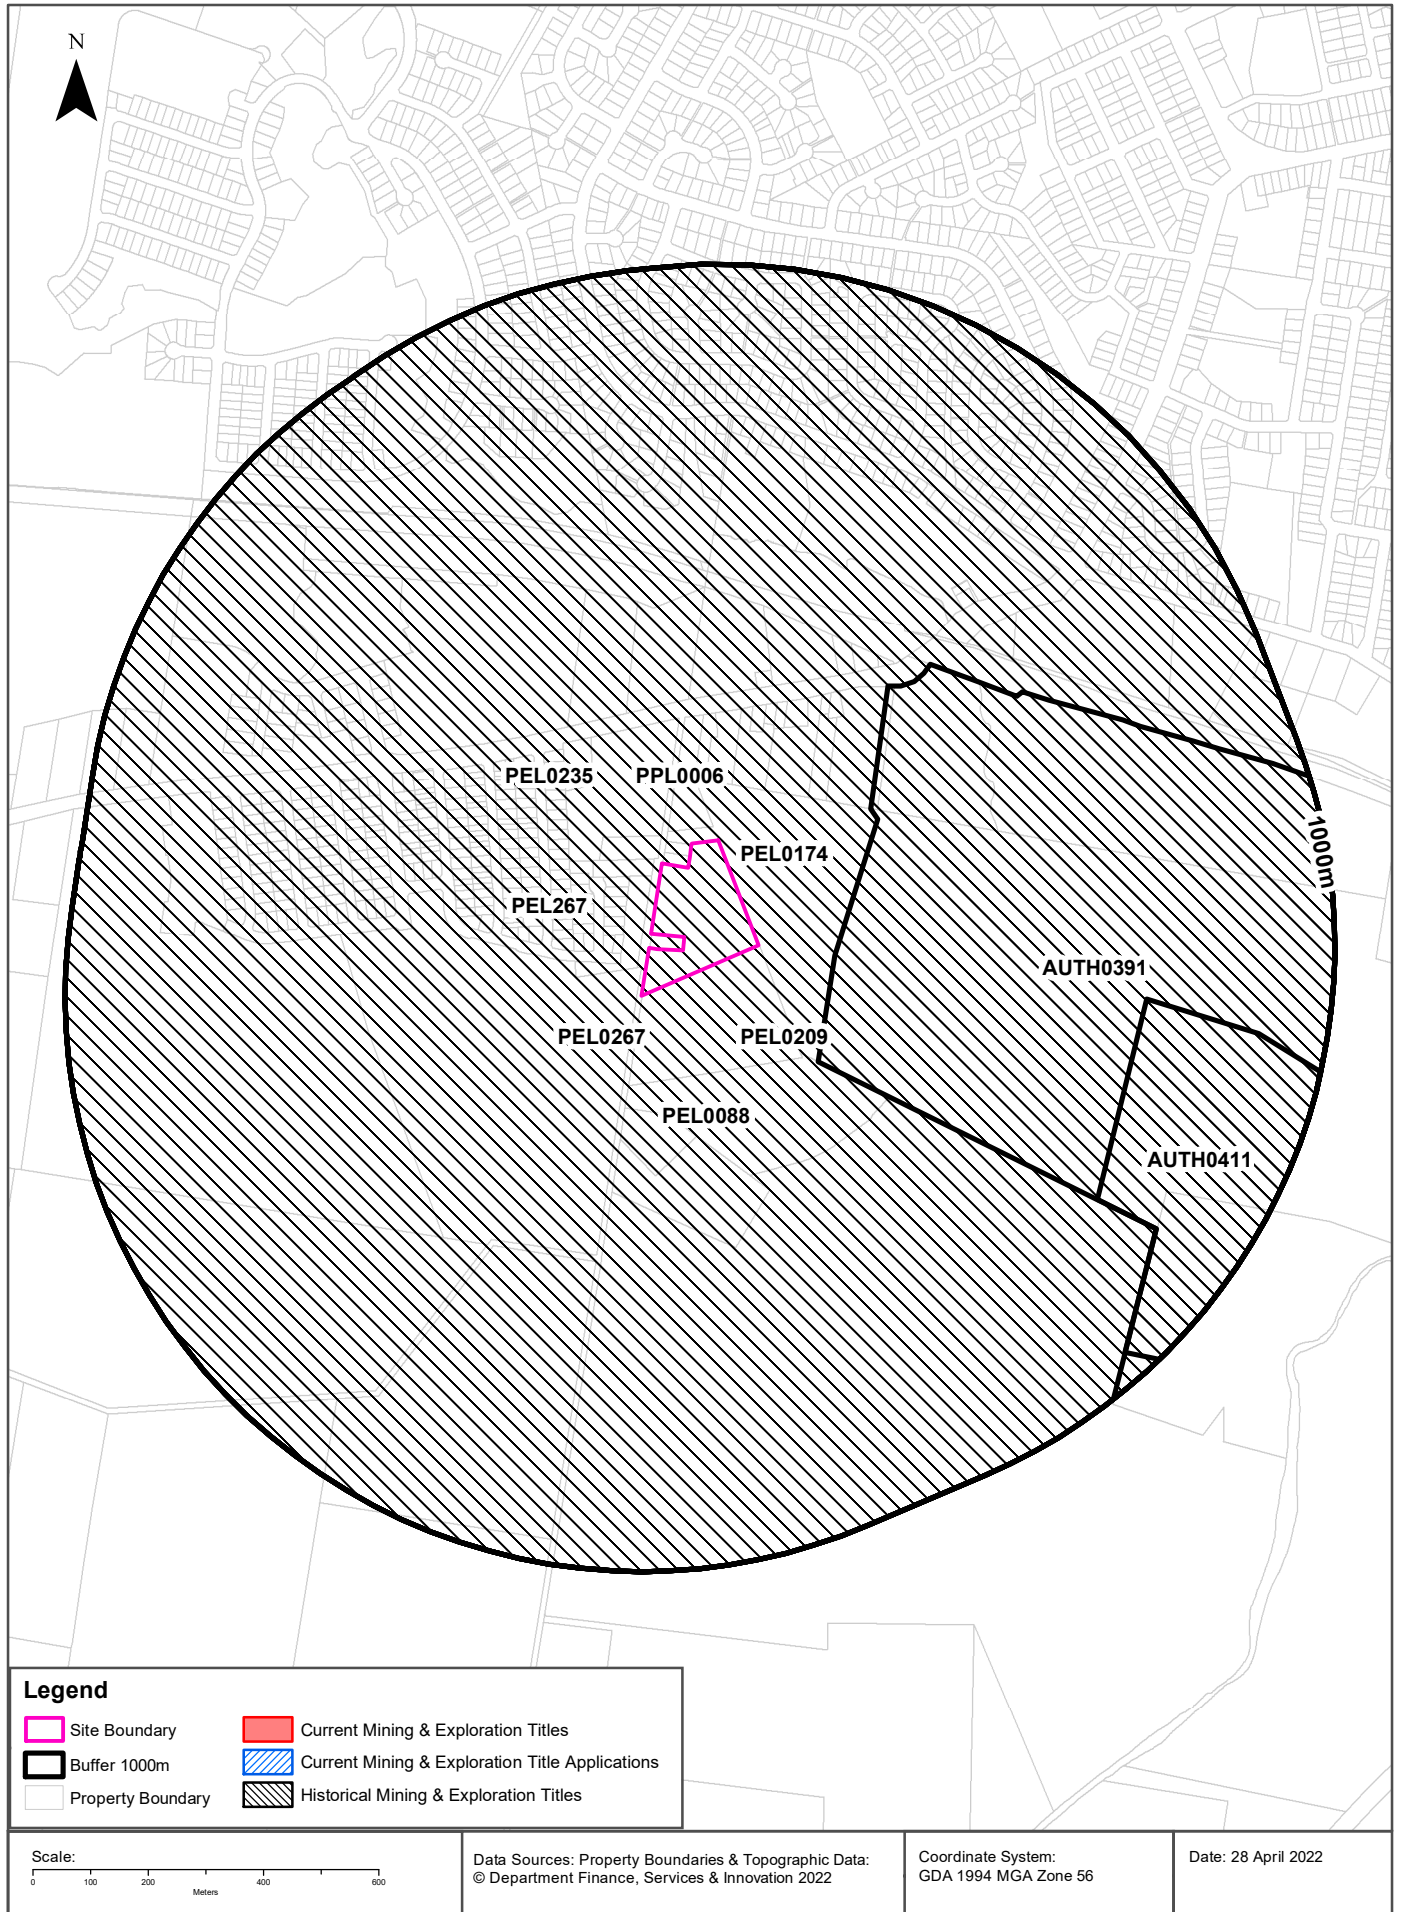 N
PEL0235
PPL0006
1000m
PEL0174
PEL267
AUTH0391
PEL0267
PEL0209
PEL0088
AUTH0411
Legend
Site Boundary
Buffer 1000m
Property Boundary
Current Mining & Exploration Titles
Current Mining & Exploration Title Applications
Historical Mining & Exploration Titles
Scale:
0 100 200 400 600
Meters
Data Sources: Property Boundaries & Topographic Data:
© Department Finance, Services & Innovation 2022
Coordinate System:
GDA 1994 MGA Zone 56
Date: 28 April 2022